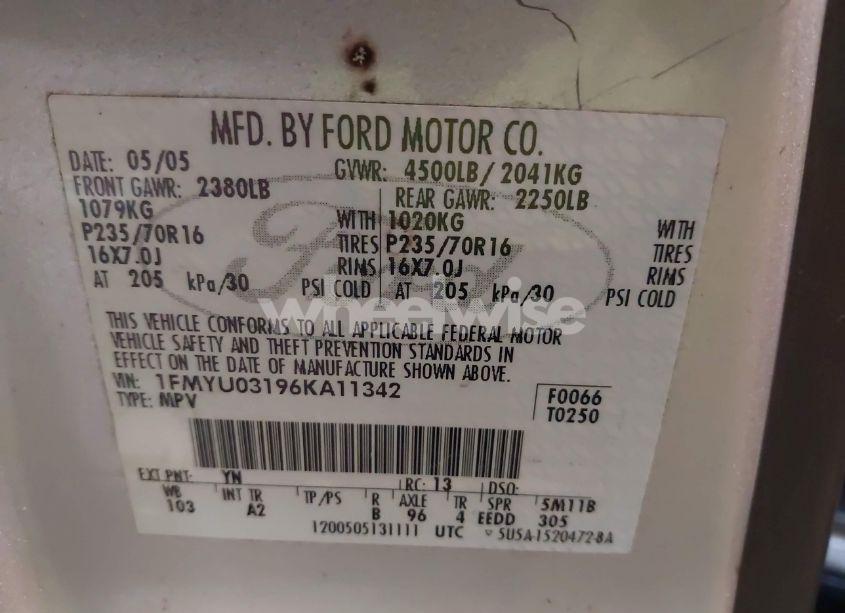 MFD. BY FORD MOTOR CO.
DATE: 05/05 GVWR: 4500LB/ 2041KG
FRONT GAWR: 2380LB REAR GAWR: 2250LB
1079KG WITH 1020KG WITH
P235/70R16 TIRES P235/70R16 TIRES
16X7.0J RIMS 16X7.0J RIMS
AT 205 kPa/30 PSI COLD AT 205 kPa/30 PSI COLD
wheelwise
THIS VEHICLE CONFORMS TO ALL APPLICABLE FEDERAL MOTOR
VEHICLE SAFETY AND THEFT PREVENTION STANDARDS IN
EFFECT ON THE DATE OF MANUFACTURE SHOWN ABOVE.
VIN: 1FMYU03196KA11342 F0066
TYPE: MPV T0250
EXT PNT: YN RC: 13 DSO:
WB INT TR TP/PS R AXLE TR SPR 5M11B
103 A2 B 96 4 EEDD 305
1200505131111 UTC 5U5A-1520472-BA